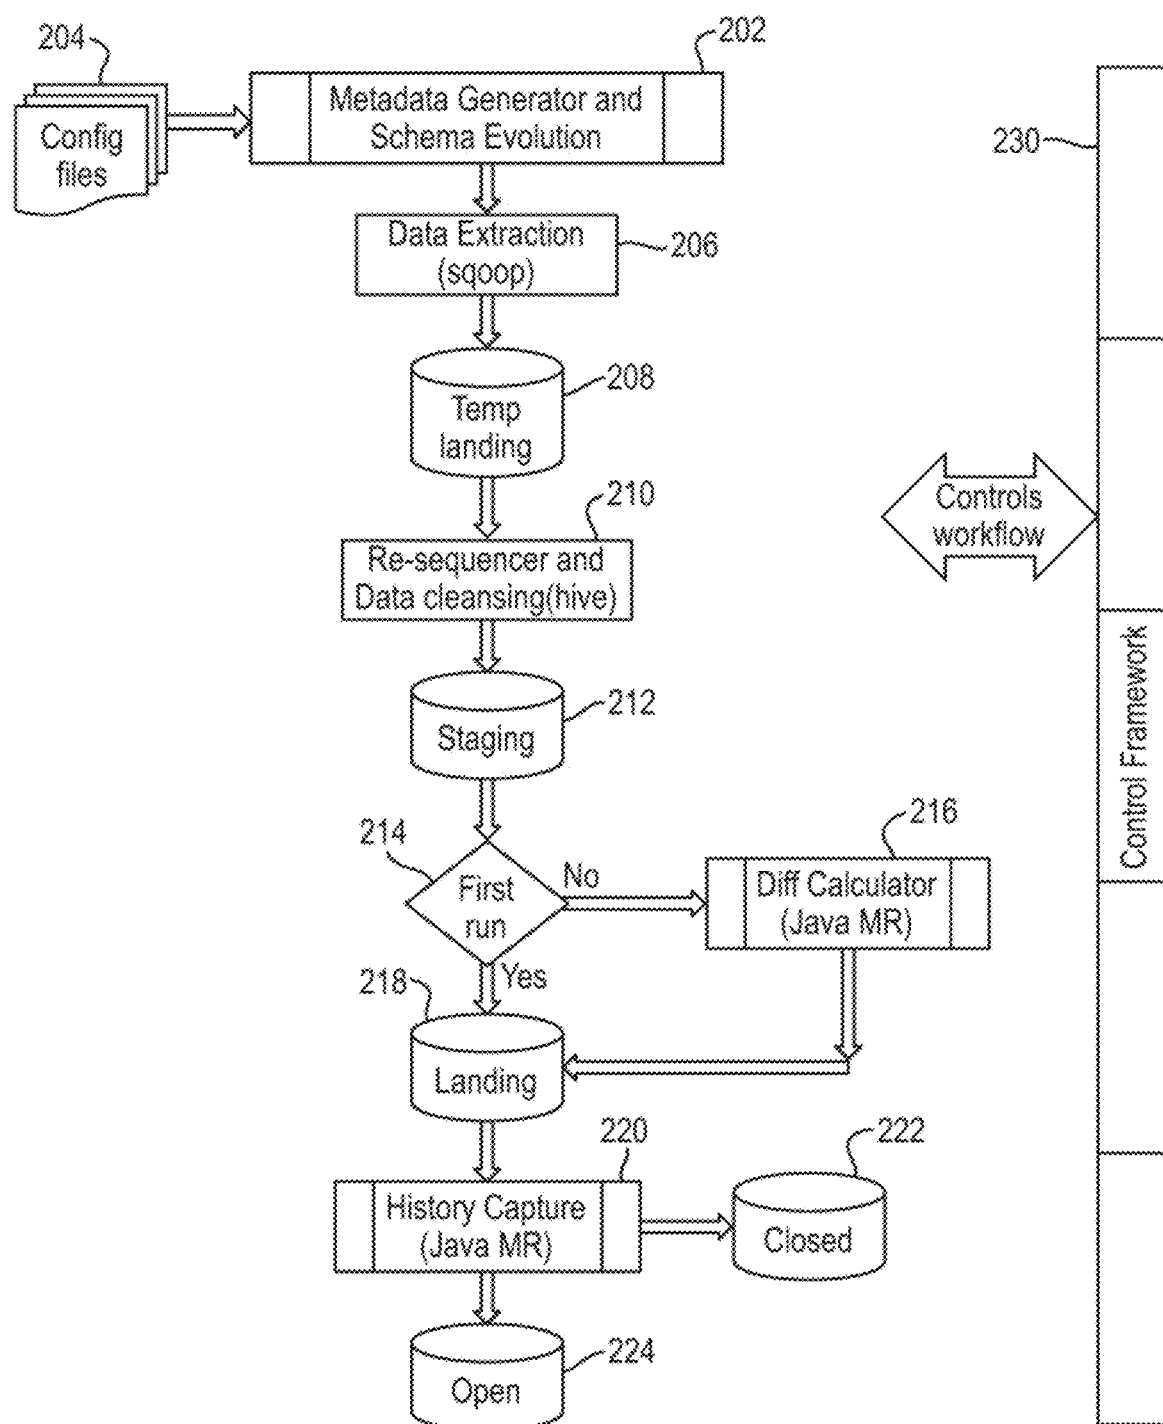 204
202
Config
files
Metadata Generator and
Schema Evolution
230
Data Extraction
(sqoop)
206
208
Temp
landing
210
Controls
workflow
Re-sequencer and
Data cleansing(hive)
212
Staging
Control Framework
214
216
First
run
No
Diff Calculator
(Java MR)
Yes
218
Landing
220
222
History Capture
(Java MR)
Closed
224
Open